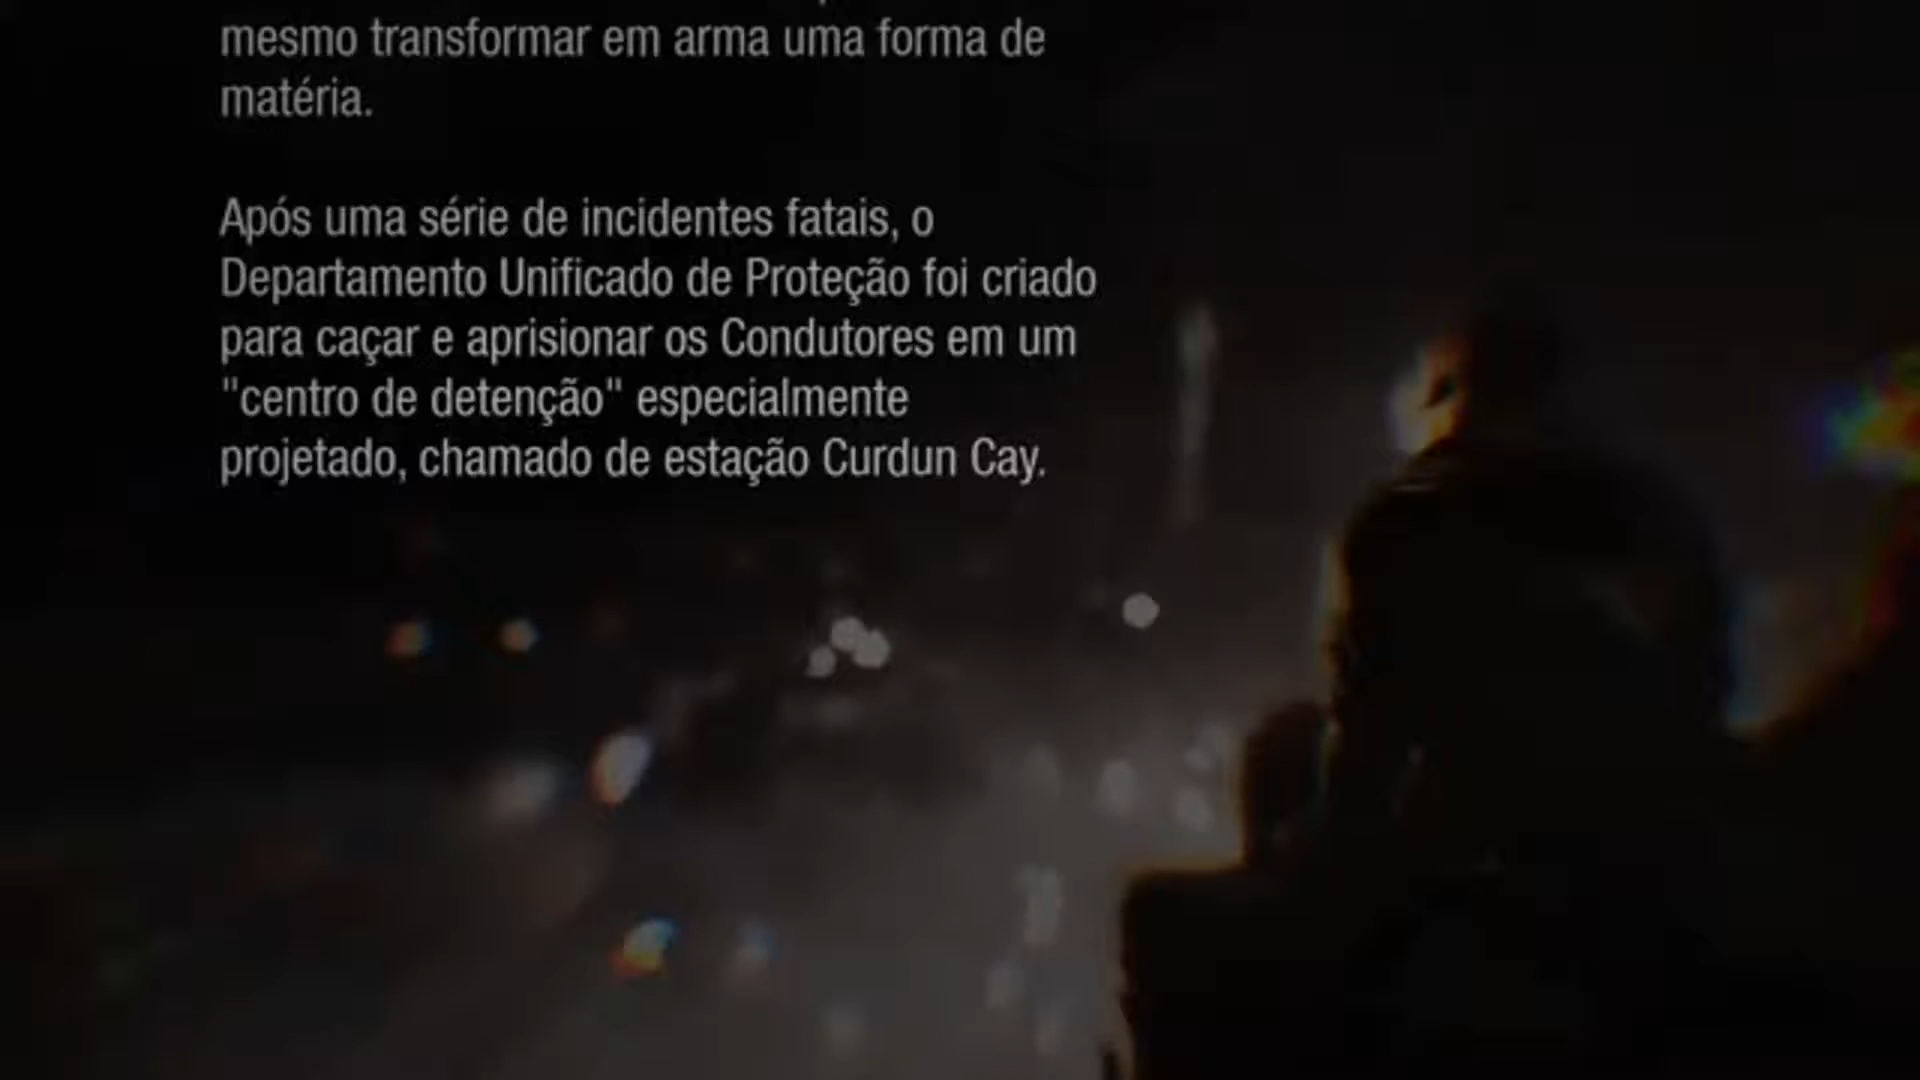 mesmo transformar em arma uma forma de
matéria.
Após uma série de incidentes fatais, o
Departamento Unificado de Proteção foi criado
para caçar e aprisionar os Condutores em um
"centro de detenção" especialmente
projetado, chamado de estação Curdun Cay.